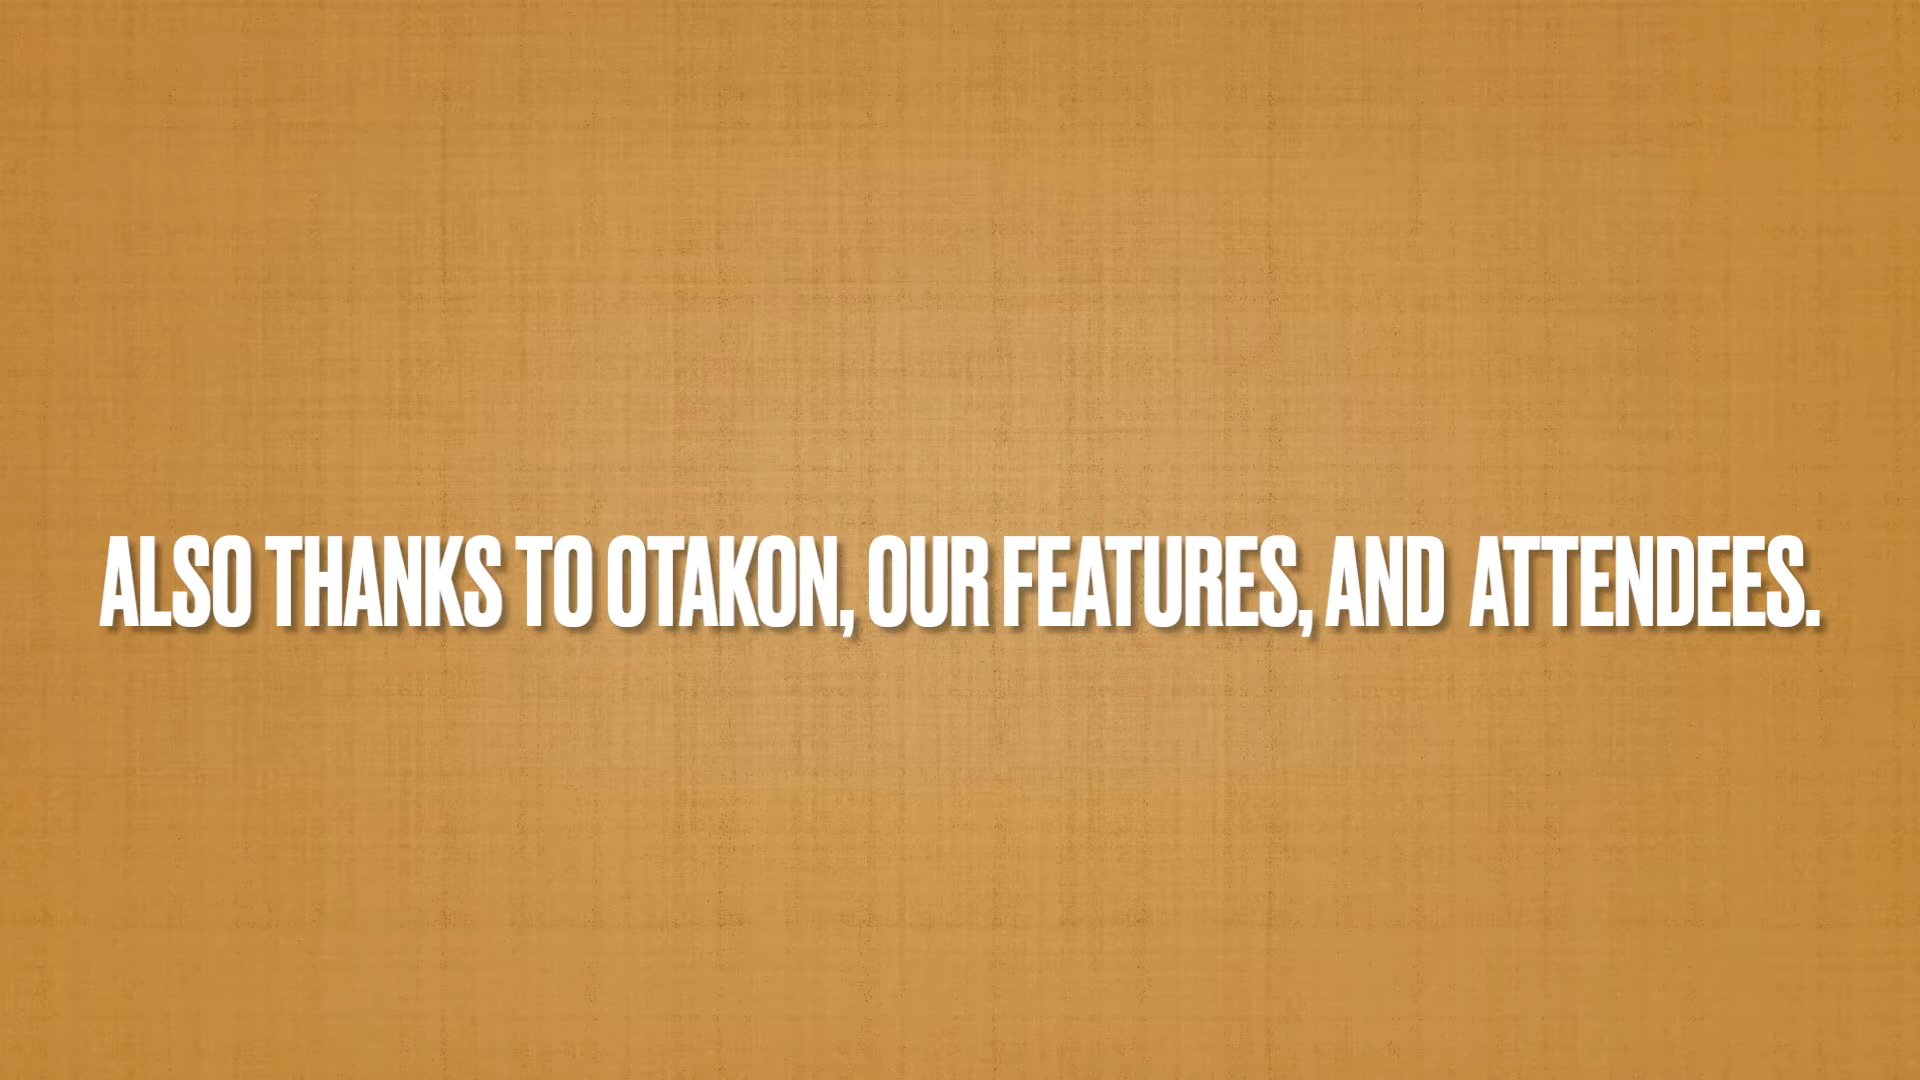 ALSO THANKS TO OTAKON, OUR FEATURES, AND ATTENDEES.